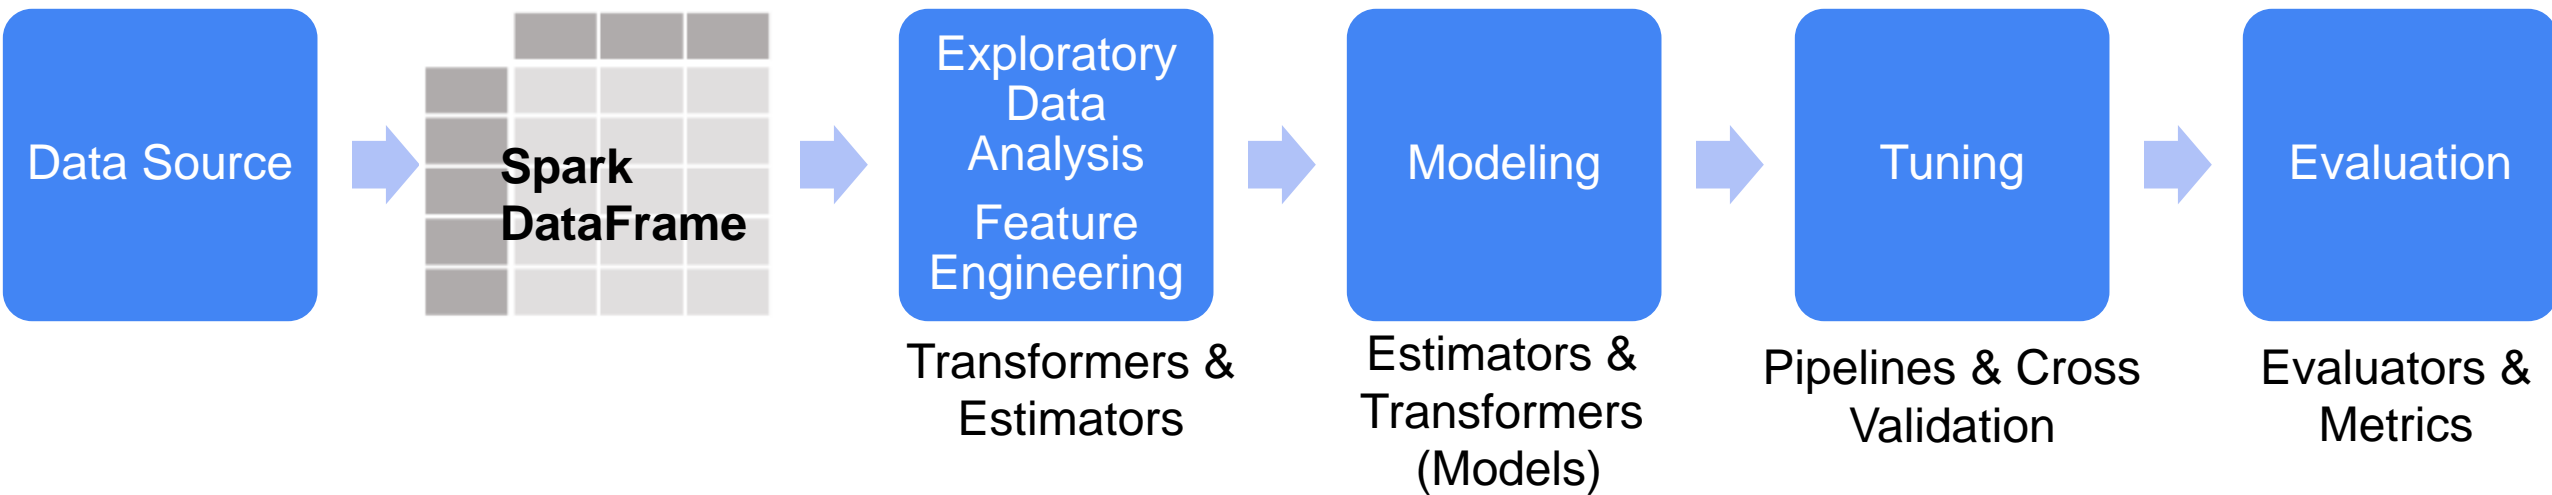 Data Source
Spark
DataFrame
Exploratory
Data
Analysis
Feature
Engineering
Transformers &
Estimators
Modeling
Estimators &
Transformers
(Models)
Tuning
Pipelines & Cross
Validation
Evaluation
Evaluators &
Metrics